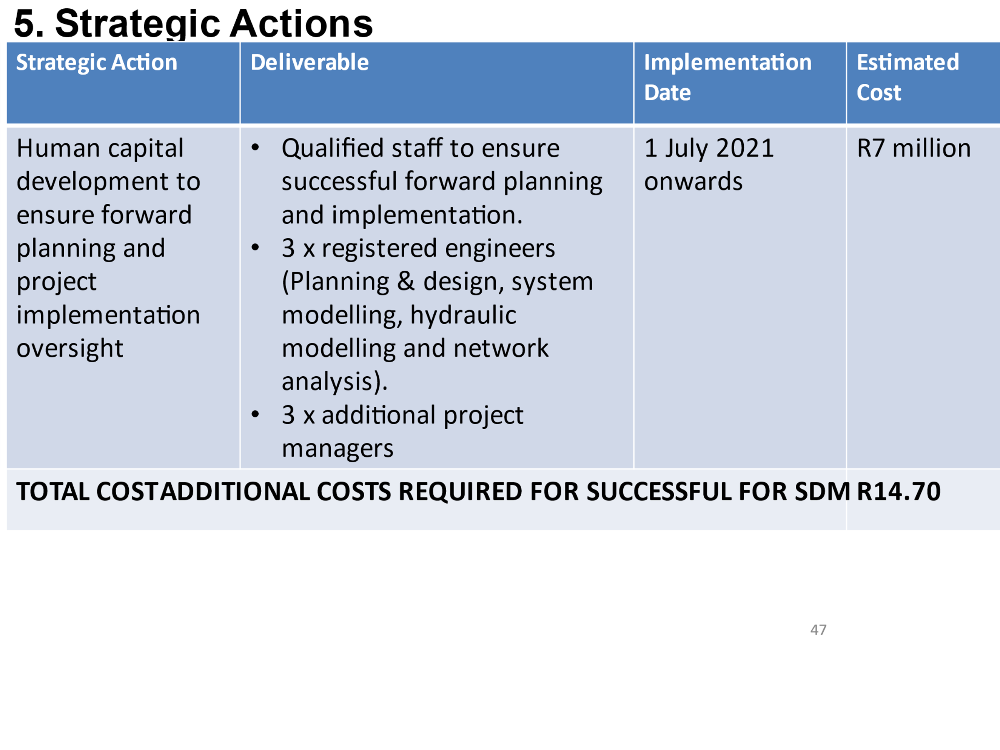 5. Strategic Actions
Strategic Action
Deliverable
Implementation
Date
Estimated
Cost
Human capital
development to
ensure forward
planning and
project
implementation
oversight
• Qualified staff to ensure
successful forward planning
and implementation.
• 3 x registered engineers
(Planning & design, system
modelling, hydraulic
modelling and network
analysis).
• 3 x additional project
managers
1 July 2021
onwards
R7 million
TOTAL COSTADDITIONAL COSTS REQUIRED FOR SUCCESSFUL FOR SDM R14.70
47